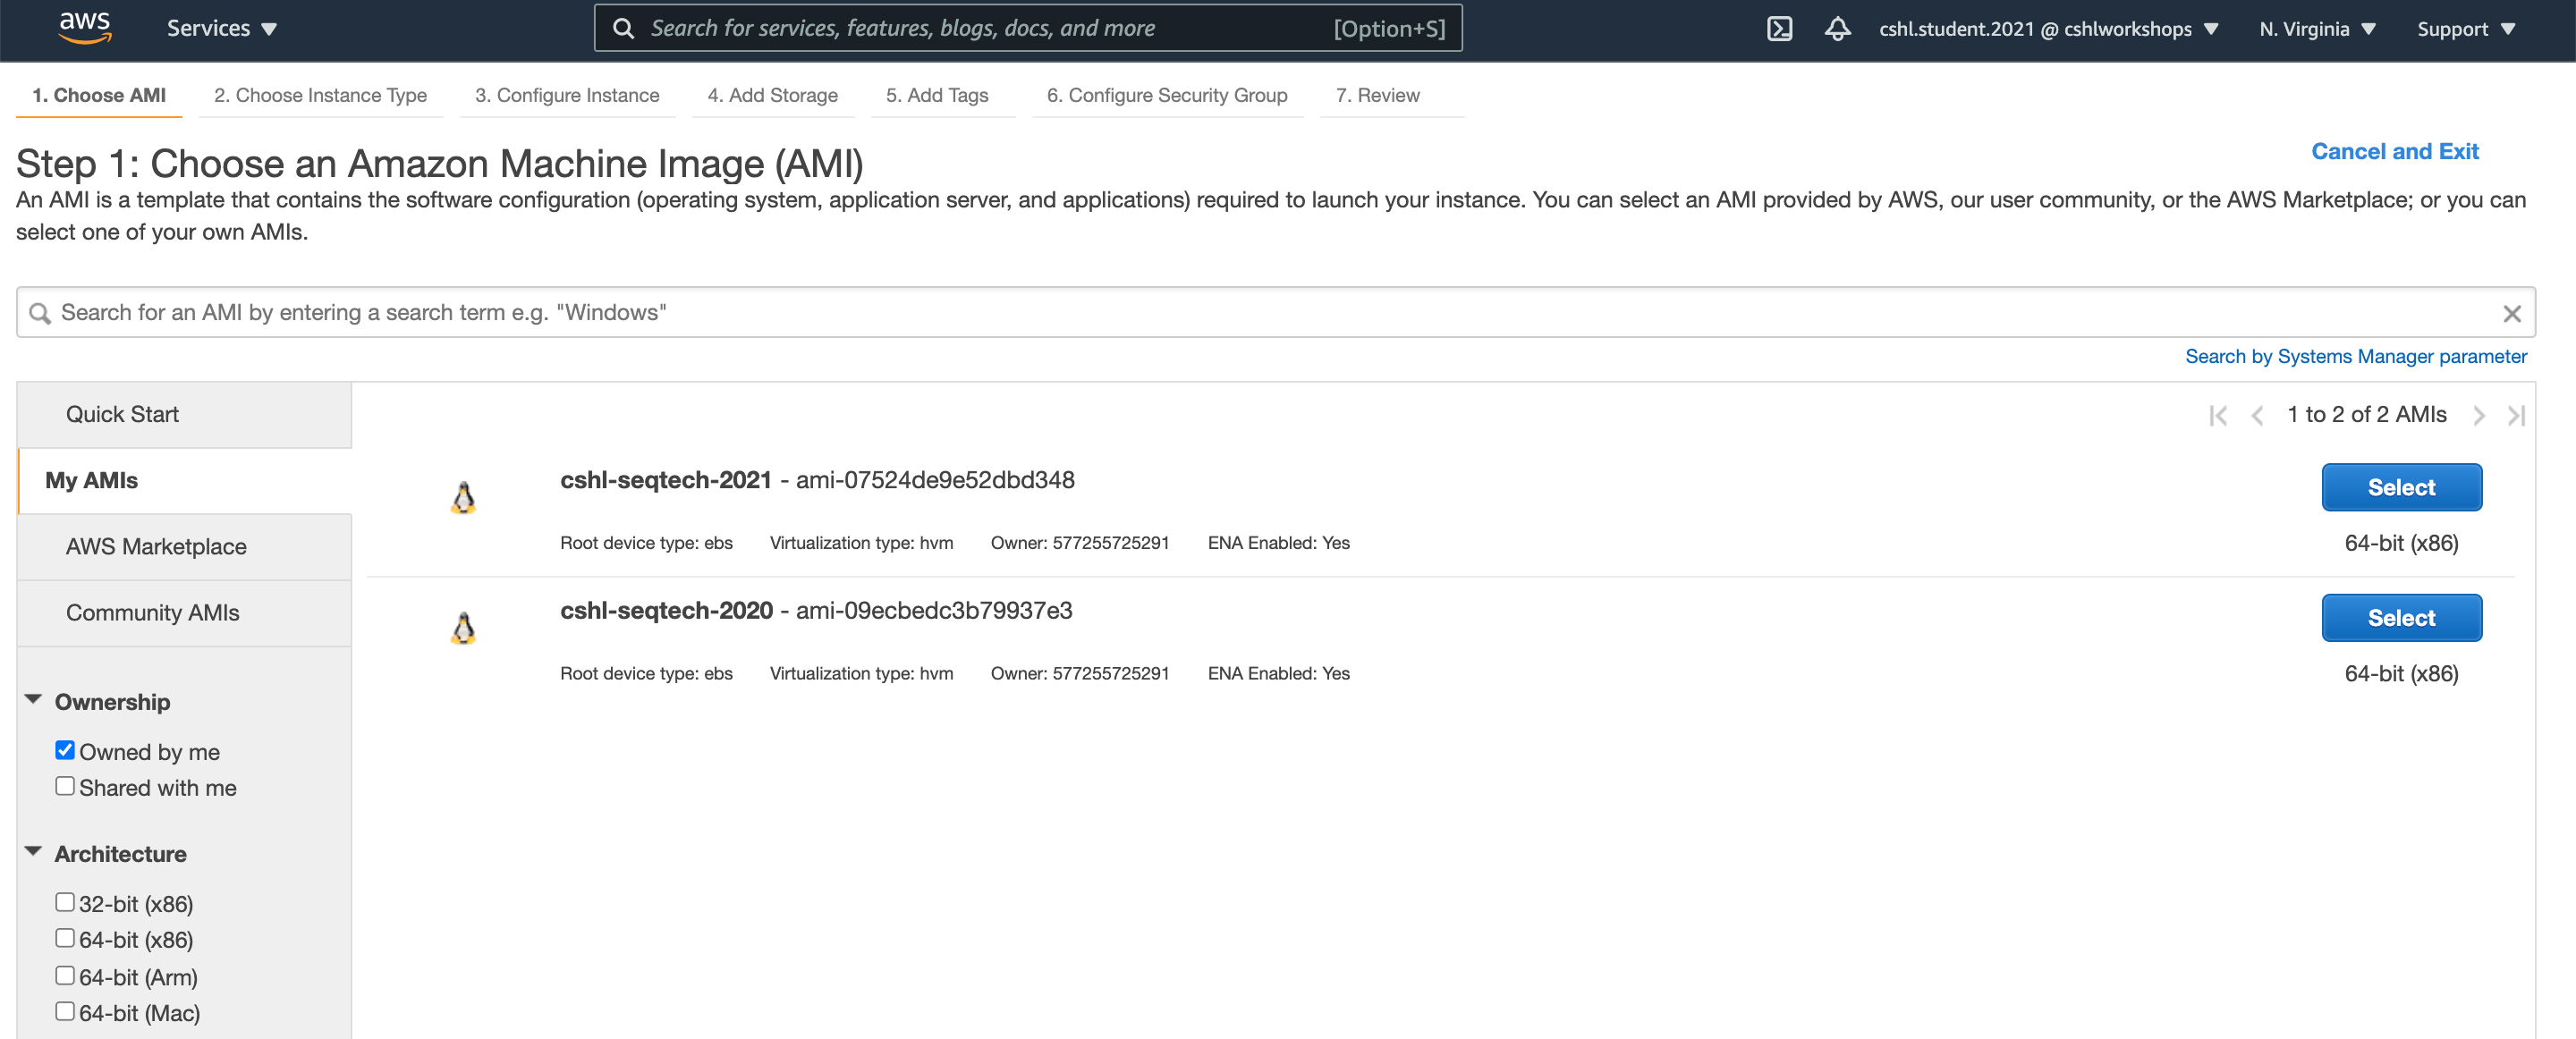 aws Services Search for services, features, blogs, docs, and more [Option+S] cshl.student.2021 @ cshlworkshops N. Virginia Support
1. Choose AMI 2. Choose Instance Type 3. Configure Instance 4. Add Storage 5. Add Tags 6. Configure Security Group 7. Review
Step 1: Choose an Amazon Machine Image (AMI) Cancel and Exit
An AMI is a template that contains the software configuration (operating system, application server, and applications) required to launch your instance. You can select an AMI provided by AWS, our user community, or the AWS Marketplace; or you can
select one of your own AMIs.
Search for an AMI by entering a search term e.g. "Windows"
Search by Systems Manager parameter
Quick Start
My AMIs
AWS Marketplace
Community AMIs
Ownership
Owned by me
Shared with me
Architecture
32-bit (x86)
64-bit (x86)
64-bit (Arm)
64-bit (Mac)
1 to 2 of 2 AMIs
cshl-seqtech-2021 - ami-07524de9e52dbd348 Select
Root device type: ebs Virtualization type: hvm Owner: 577255725291 ENA Enabled: Yes 64-bit (x86)
cshl-seqtech-2020 - ami-09ecbedc3b79937e3 Select
Root device type: ebs Virtualization type: hvm Owner: 577255725291 ENA Enabled: Yes 64-bit (x86)